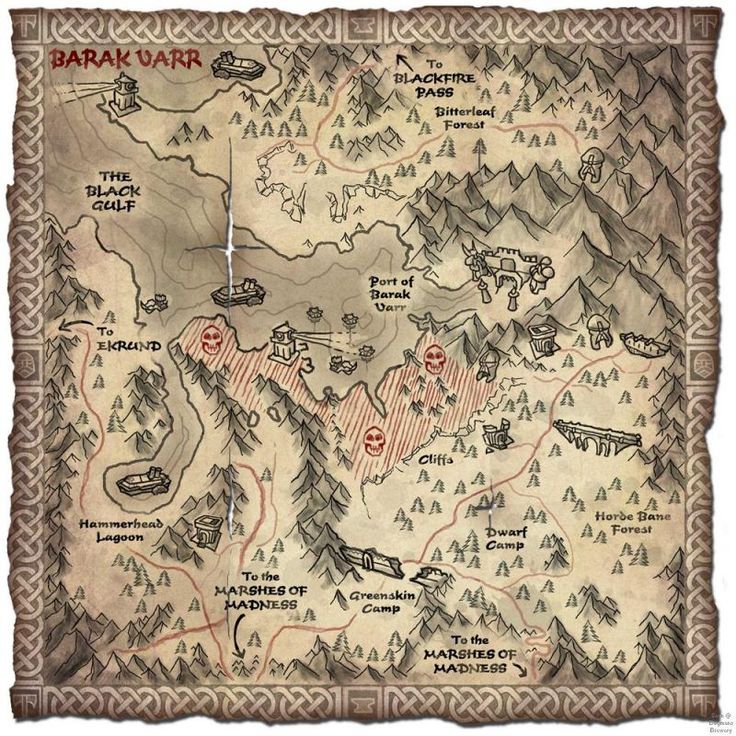 BARAK VARR
To
BLACKFIRE
PASS
Bitterleaf
Forest
THE
BLACK
GULF
Port of
Barak
Varr
To
EKRUND
Cliffs
Hammerhead
Lagoon
Horde Bane
Forest
Dwarf
Camp
To the
MARSHES OF
MADNESS
Greenskin
Camp
To the
MARSHES OF
MADNESS